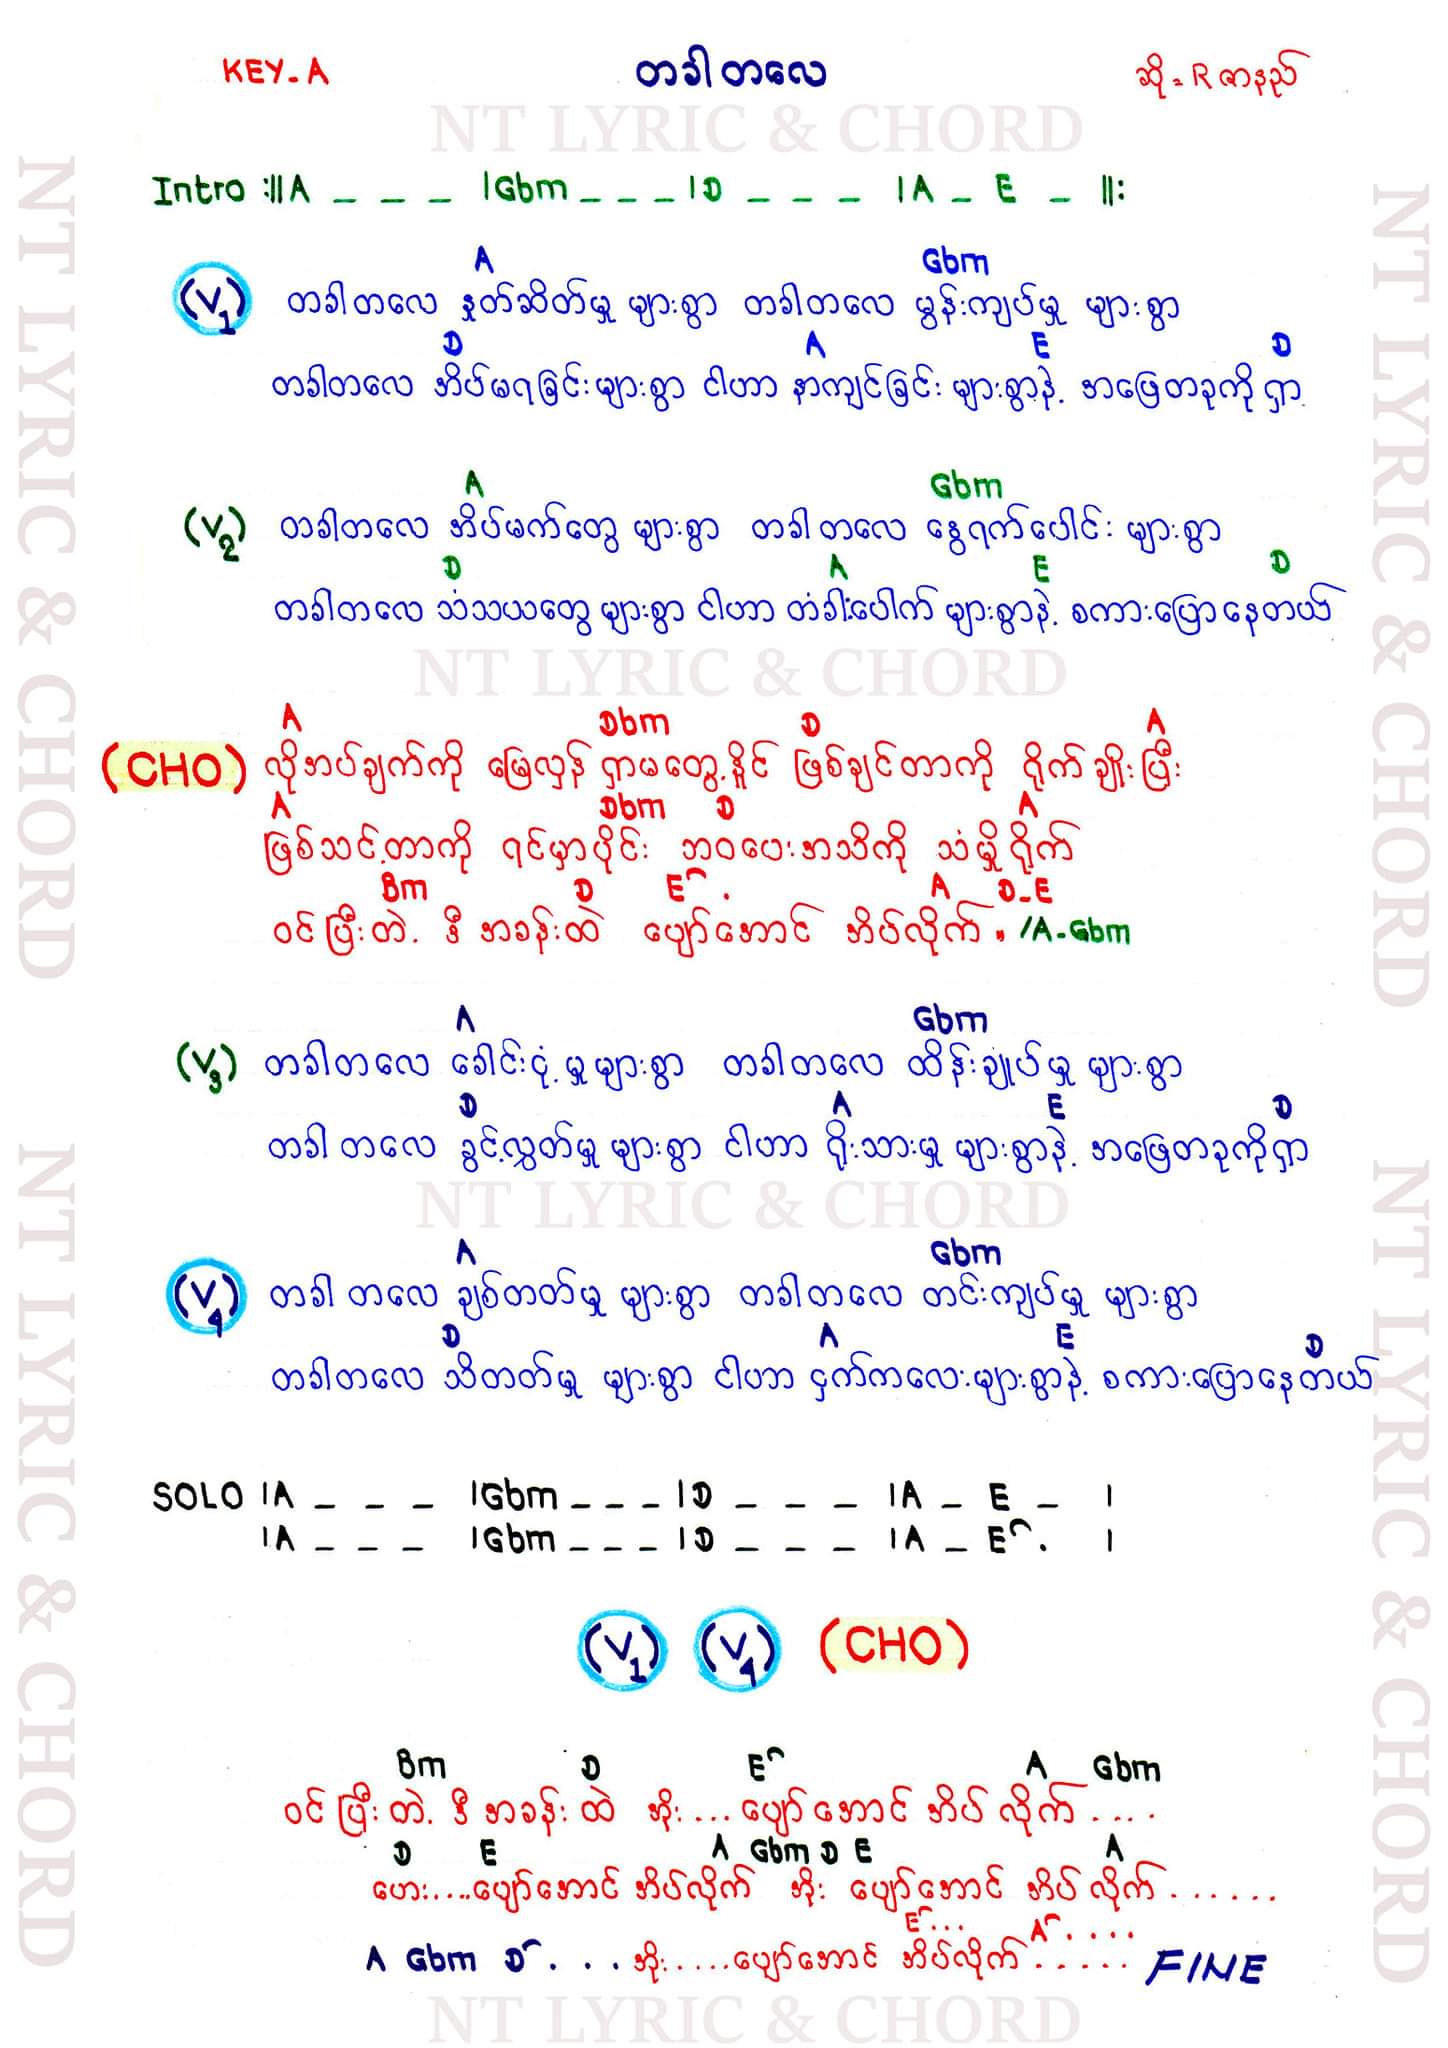 KEY-A တခါတလေ ဆို = R ဇာနည်
NT LYRIC & CHORD
Intro :‖A _ _ _ |Gbm _ _ _ |D _ _ _ |A _ E _ ‖:
A Gbm
(V1) တခါတလေ နှုတ်ဆိတ်မှု များစွာ တခါတလေ မွန်းကျပ်မှု များစွာ
D A E D
တခါတလေ အိပ်မရခြင်းများစွာ ငါဟာ နာကျင်ခြင်း များစွာနဲ့ အဖြေတခုကိုရှာ
A Gbm
(V2) တခါတလေ အိပ်မက်တွေ များစွာ တခါတလေ နွေရက်ပေါင်း များစွာ
D A E D
တခါတလေ သံသယတွေ များစွာ ငါဟာ တံခါးပေါက် များစွာနဲ့ စကားပြောနေတယ်
NT LYRIC & CHORD
A Dbm D A
(CHO) လိုအပ်ချက်ကို မြေလှန် ရှာမတွေ့နိူင် ဖြစ်ချင်တာကို ရိုက်ချိုးပြီး
A Dbm D A
ဖြစ်သင့်တာကို ရင်မှာပိုင်း ဘဝပေးအသိကို သံမှိုရိုက်
Bm D E . A D-E
ဝင်ပြီးတဲ့ ဒီအခန်းထဲ ပျော်အောင် အိပ်လိုက် " /A-Gbm
A Gbm
(V3) တခါတလေ ခေါင်းငုံ့မှုများစွာ တခါတလေ ထိန်းချုပ်မှု များစွာ
D A E D
တခါတလေ ခွင့်လွှတ်မှု များစွာ ငါဟာ ရိုးသားမှု များစွာနဲ့ အဖြေတခုကိုရှာ
NT LYRIC & CHORD
A Gbm
(V4) တခါတလေ ချစ်တတ်မှု များစွာ တခါတလေ တင်းကျပ်မှု များစွာ
D A E D
တခါတလေ သိတတ်မှု များစွာ ငါဟာ ငှက်ကလေးများစွာနဲ့ စကားပြောနေတယ်
SOLO |A _ _ _ |Gbm _ _ _ |D _ _ _ |A _ E _ |
|A _ _ _ |Gbm _ _ _ |D _ _ _ |A _ E . |
(V1) (V4) (CHO)
Bm D E A Gbm
ဝင်ပြီးတဲ့ ဒီအခန်းထဲ အိုး... ပျော်အောင် အိပ်လိုက်....
D E A Gbm D E A
ဟေး....ပျော်အောင် အိပ်လိုက် အိုး ပျော်အောင် အိပ်လိုက်......
E... A....
A Gbm D... အိုး....ပျော်အောင် အိပ်လိုက်..... FINE
NT LYRIC & CHORD
NT LYRIC & CHORD
NT LYRIC & CHORD
NT LYRIC & CHORD
NT LYRIC & CHORD